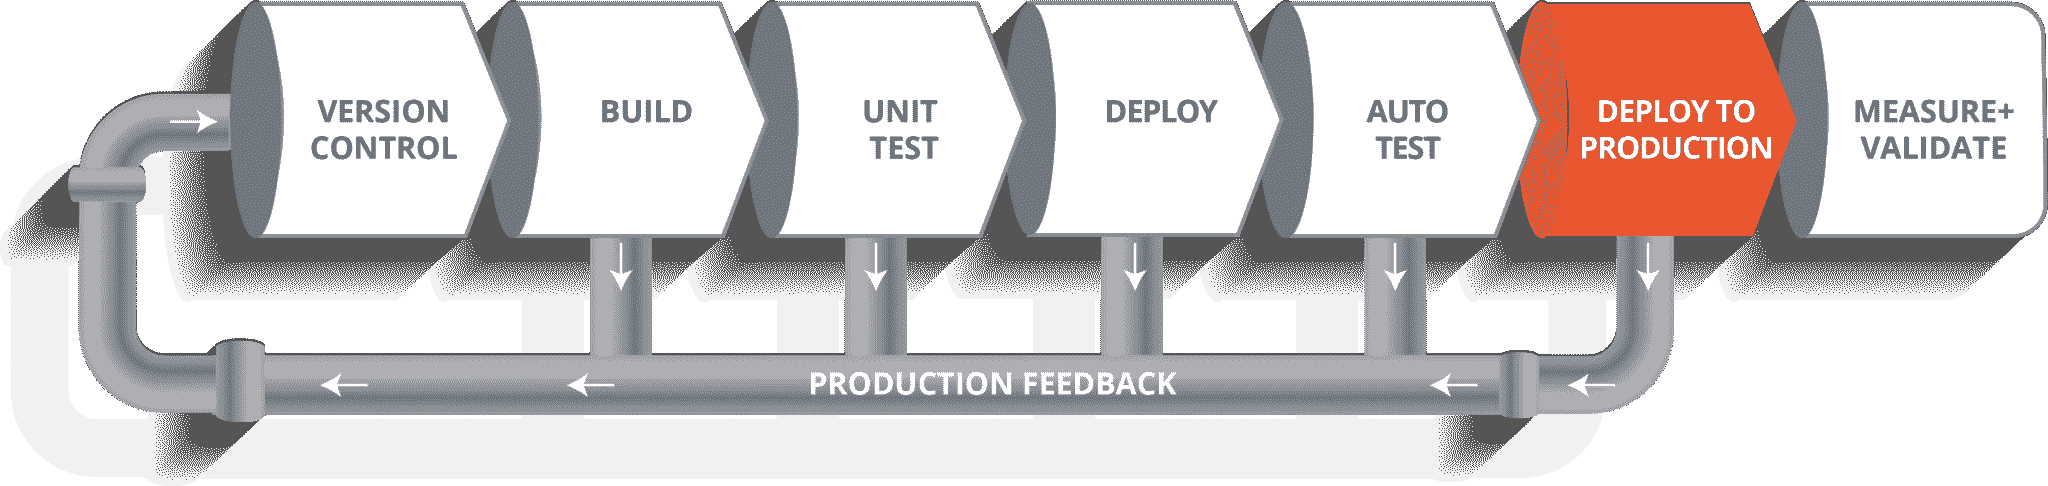 VERSION
CONTROL
BUILD
UNIT
TEST
DEPLOY
AUTO
TEST
DEPLOY TO
PRODUCTION
MEASURE+
VALIDATE
PRODUCTION FEEDBACK